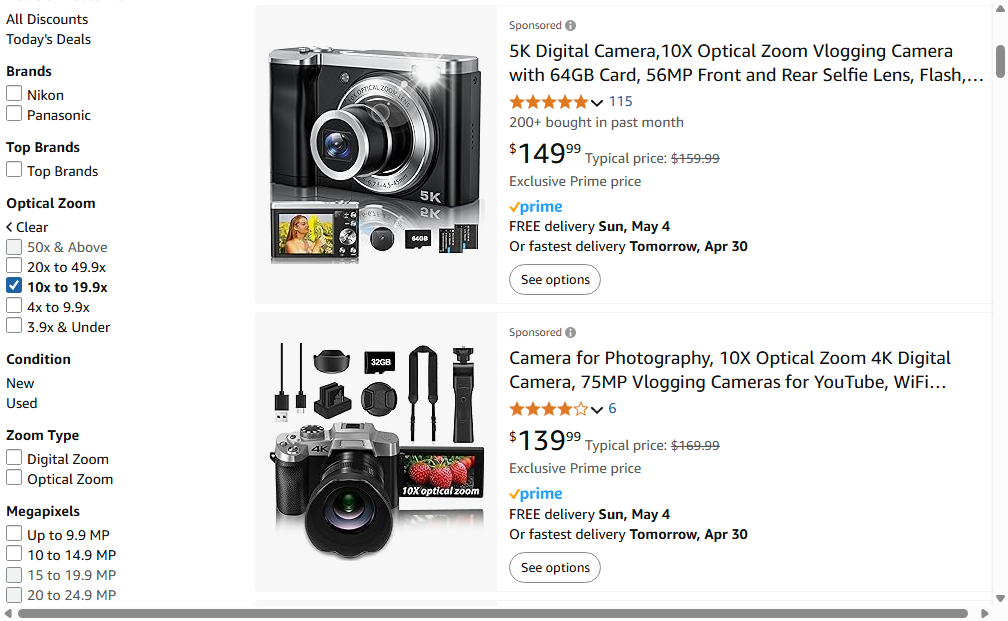 All Discounts
Today's Deals
Brands
Nikon
Panasonic
Top Brands
Top Brands
Optical Zoom
Clear
50x & Above
20x to 49.9x
10x to 19.9x
4x to 9.9x
3.9x & Under
Condition
New
Used
Zoom Type
Digital Zoom
Optical Zoom
Megapixels
Up to 9.9 MP
10 to 14.9 MP
15 to 19.9 MP
20 to 24.9 MP
5K
64GB
Sponsored
5K Digital Camera,10X Optical Zoom Vlogging Camera
with 64GB Card, 56MP Front and Rear Selfie Lens, Flash,…
115
200+ bought in past month
$149.99 Typical price: $159.99
Exclusive Prime price
prime
FREE delivery Sun, May 4
Or fastest delivery Tomorrow, Apr 30
See options
32GB
4K
10X optical zoom
Sponsored
Camera for Photography, 10X Optical Zoom 4K Digital
Camera, 75MP Vlogging Cameras for YouTube, WiFi…
6
$139.99 Typical price: $169.99
Exclusive Prime price
prime
FREE delivery Sun, May 4
Or fastest delivery Tomorrow, Apr 30
See options